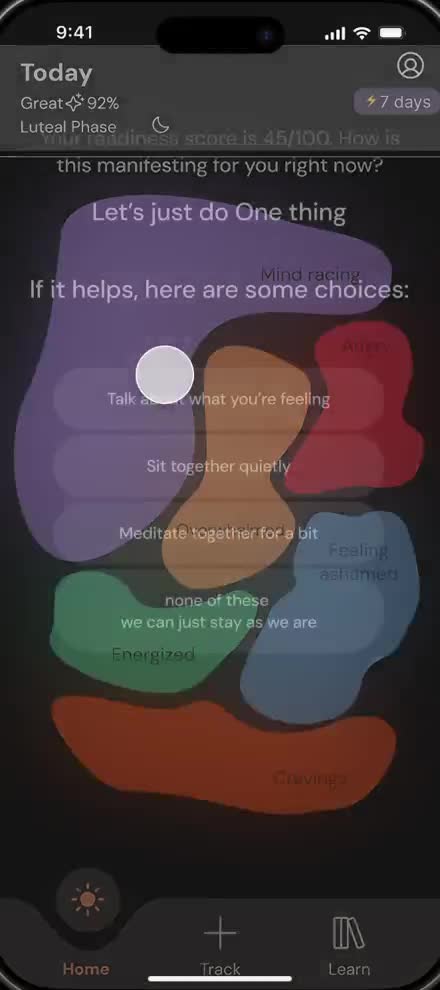 9:41
Today
Great 92%
7 days
Luteal Phase
Your readiness score is 45/100. How is
this manifesting for you right now?
Let's just do One thing
Mind racing
If it helps, here are some choices:
Angry
Talk about what you're feeling
Sit together quietly
Overwhelmed
Meditate together for a bit
Feeling
ashamed
none of these
we can just stay as we are
Energized
Cravings
Home
Track
Learn